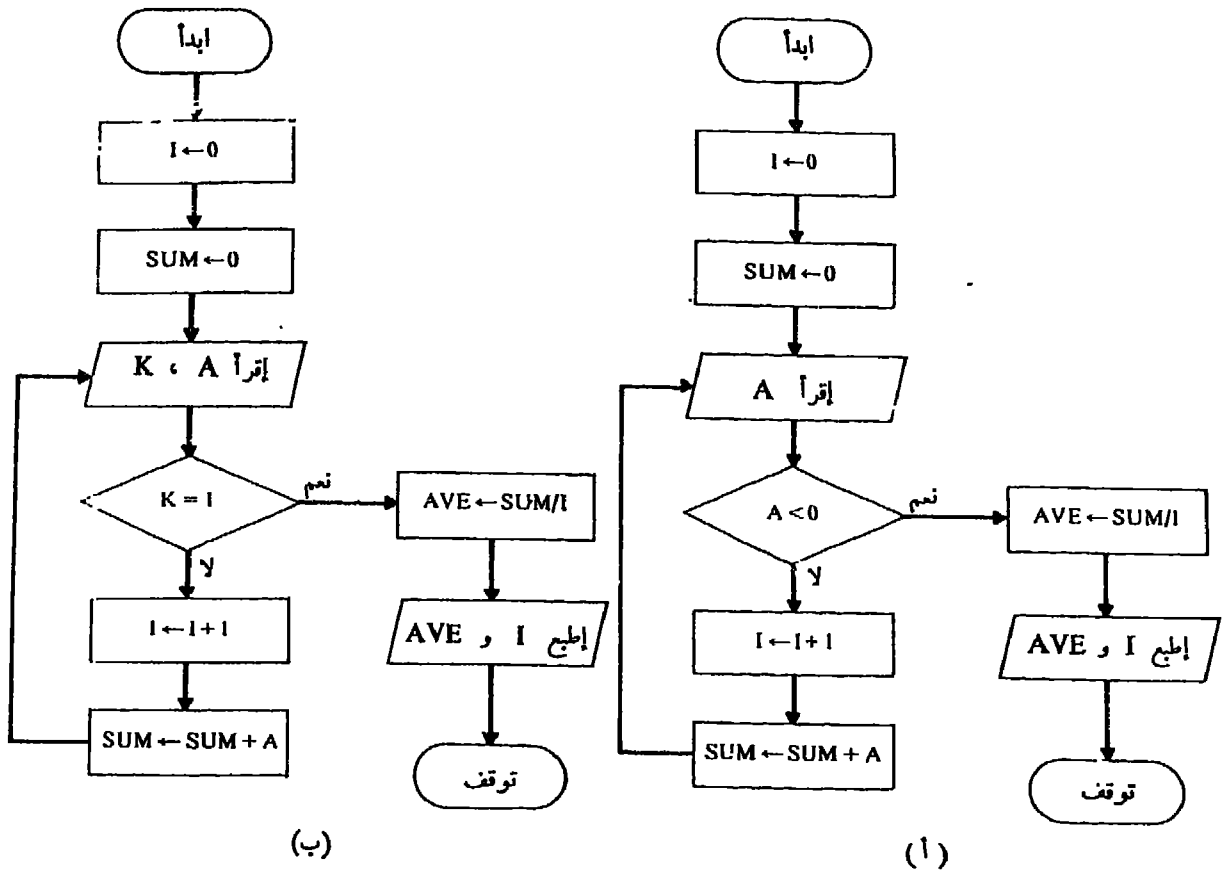 ابدأ
I←0
SUM←0
إقرأ A
A<0
نعم
لا
AVE←SUM/I
I←I+1
إطبع I و AVE
SUM←SUM+A
توقف
(أ)
ابدأ
I←0
SUM←0
إقرأ K ، A
K=1
نعم
لا
AVE←SUM/I
I←I+1
إطبع I و AVE
SUM←SUM+A
توقف
(ب)